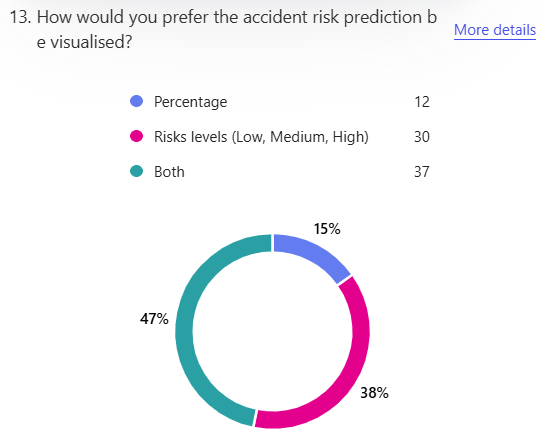 13. How would you prefer the accident risk prediction b
e visualised?
More details
Percentage 12
Risks levels (Low, Medium, High) 30
Both 37
15%
47%
38%